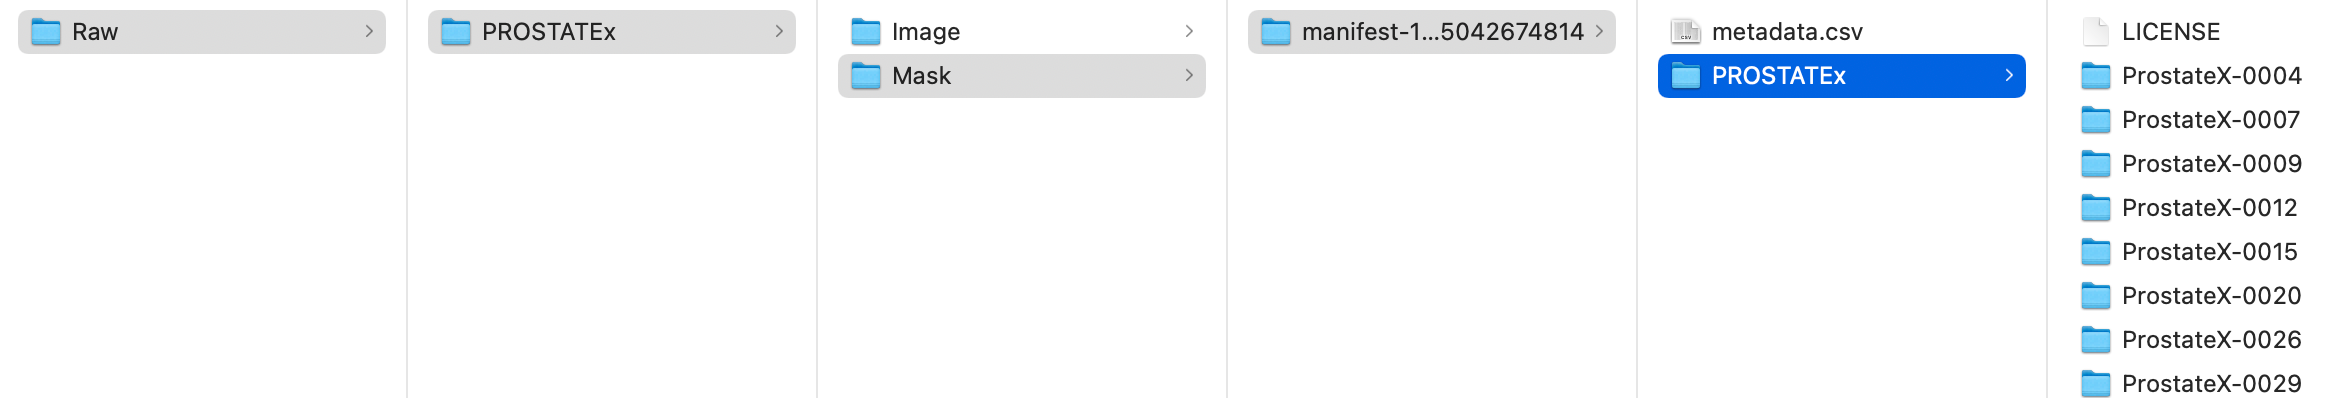 Raw
PROSTATEx
Image
Mask
manifest-1...5042674814
metadata.csv
PROSTATEx
LICENSE
ProstateX-0004
ProstateX-0007
ProstateX-0009
ProstateX-0012
ProstateX-0015
ProstateX-0020
ProstateX-0026
ProstateX-0029